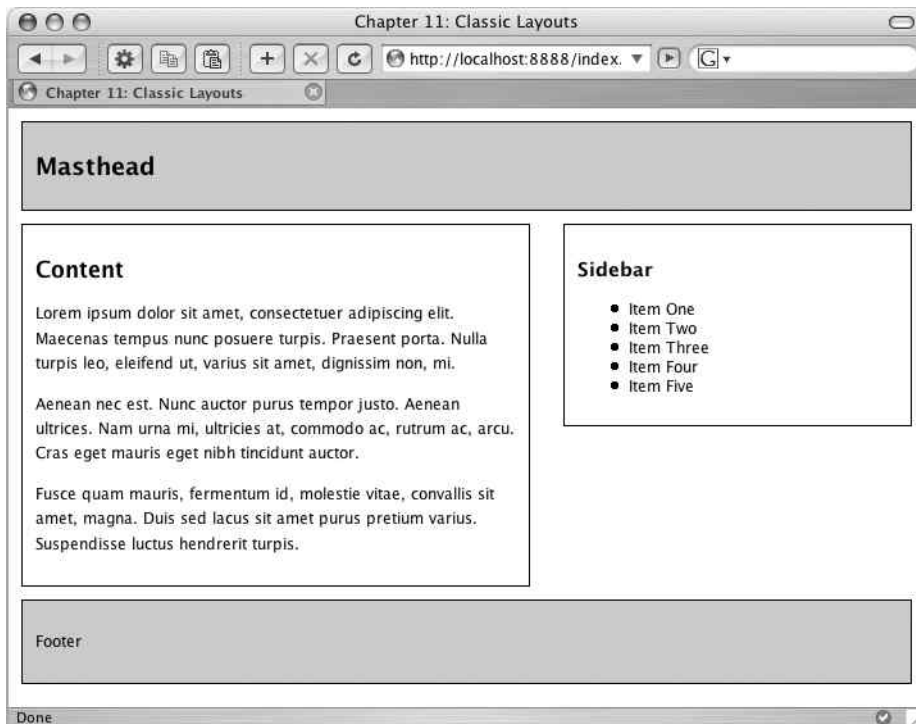 Chapter 11: Classic Layouts
http://localhost:8888/index.
G
Chapter 11: Classic Layouts
Masthead
Content
Lorem ipsum dolor sit amet, consectetuer adipiscing elit.
Maecenas tempus nunc posuere turpis. Praesent porta. Nulla
turpis leo, eleifend ut, varius sit amet, dignissim non, mi.
Aenean nec est. Nunc auctor purus tempor justo. Aenean
ultrices. Nam urna mi, ultricies at, commodo ac, rutrum ac, arcu.
Cras eget mauris eget nibh tincidunt auctor.
Fusce quam mauris, fermentum id, molestie vitae, convallis sit
amet, magna. Duis sed lacus sit amet purus pretium varius.
Suspendisse luctus hendrerit turpis.
Sidebar
Item One
Item Two
Item Three
Item Four
Item Five
Footer
Done